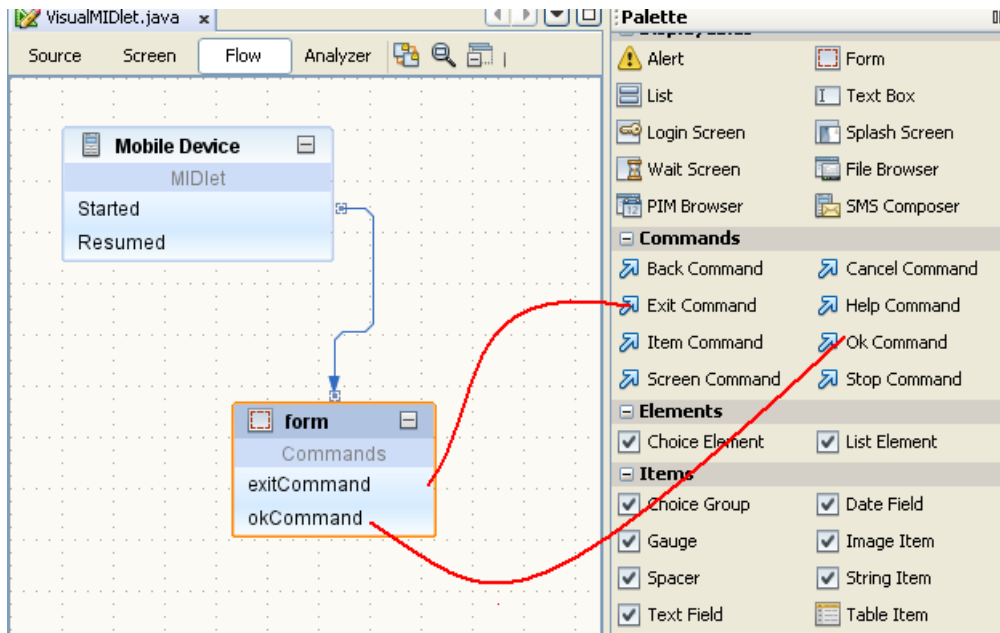 VisualMIDlet.java x
Source Screen Flow Analyzer
Mobile Device
MIDlet
Started
Resumed
form
Commands
exitCommand
okCommand
Palette
Displayables
Alert Form
List Text Box
Login Screen Splash Screen
Wait Screen File Browser
PIM Browser SMS Composer
Commands
Back Command Cancel Command
Exit Command Help Command
Item Command Ok Command
Screen Command Stop Command
Elements
Choice Element List Element
Items
Choice Group Date Field
Gauge Image Item
Spacer String Item
Text Field Table Item